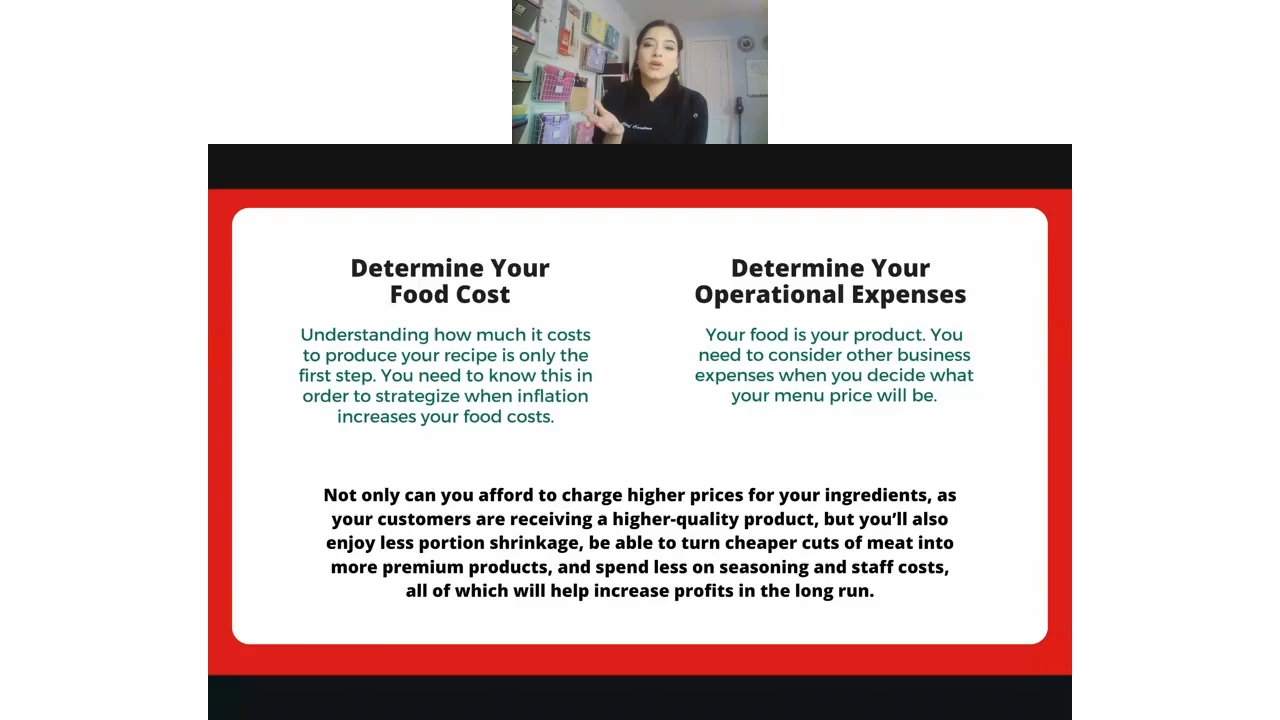 Determine Your
Food Cost
Understanding how much it costs
to produce your recipe is only the
first step. You need to know this in
order to strategize when inflation
increases your food costs.
Determine Your
Operational Expenses
Your food is your product. You
need to consider other business
expenses when you decide what
your menu price will be.
Not only can you afford to charge higher prices for your ingredients, as
your customers are receiving a higher-quality product, but you’ll also
enjoy less portion shrinkage, be able to turn cheaper cuts of meat into
more premium products, and spend less on seasoning and staff costs,
all of which will help increase profits in the long run.